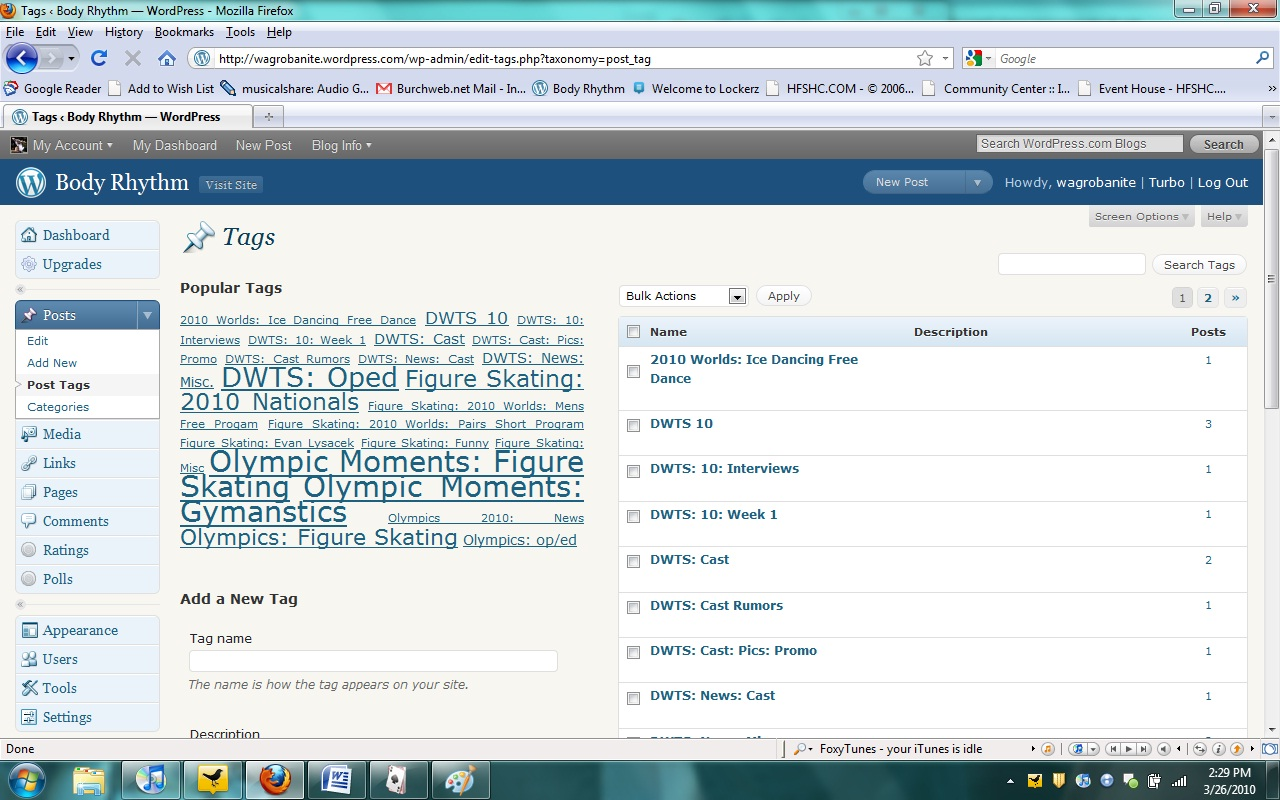 Tags ‹ Body Rhythm — WordPress - Mozilla Firefox
File Edit View History Bookmarks Tools Help
http://wagrobanite.wordpress.com/wp-admin/edit-tags.php?taxonomy=post_tag
Google
Google Reader Add to Wish List musicalshare: Audio G... Burchweb.net Mail - In... Body Rhythm Welcome to Lockerz HFSHC.COM - © 2006... Community Center :: I... Event House - HFSHC.... »
Tags ‹ Body Rhythm — WordPress
My Account My Dashboard New Post Blog Info Search WordPress.com Blogs Search
Body Rhythm Visit Site New Post Howdy, wagrobanite | Turbo | Log Out
Screen Options Help
Dashboard
Upgrades
Posts
Edit
Add New
Post Tags
Categories
Media
Links
Pages
Comments
Ratings
Polls
Appearance
Users
Tools
Settings
Tags
Popular Tags
2010 Worlds: Ice Dancing Free Dance DWTS 10 DWTS: 10:
Interviews DWTS: 10: Week 1 DWTS: Cast DWTS: Cast: Pics:
Promo DWTS: Cast Rumors DWTS: News: Cast DWTS: News:
Misc. DWTS: Oped Figure Skating:
2010 Nationals Figure Skating: 2010 Worlds: Mens
Free Progam Figure Skating: 2010 Worlds: Pairs Short Program
Figure Skating: Evan Lysacek Figure Skating: Funny Figure Skating:
Misc Olympic Moments: Figure
Skating Olympic Moments:
Gymanstics Olympics 2010: News
Olympics: Figure Skating Olympics: op/ed
Add a New Tag
Tag name
The name is how the tag appears on your site.
Description
Search Tags
Bulk Actions Apply 1 2 »
Name Description Posts
2010 Worlds: Ice Dancing Free 1
Dance
DWTS 10 3
DWTS: 10: Interviews 1
DWTS: 10: Week 1 1
DWTS: Cast 2
DWTS: Cast Rumors 1
DWTS: Cast: Pics: Promo 1
DWTS: News: Cast 1
Done FoxyTunes - your iTunes is idle
2:29 PM
3/26/2010